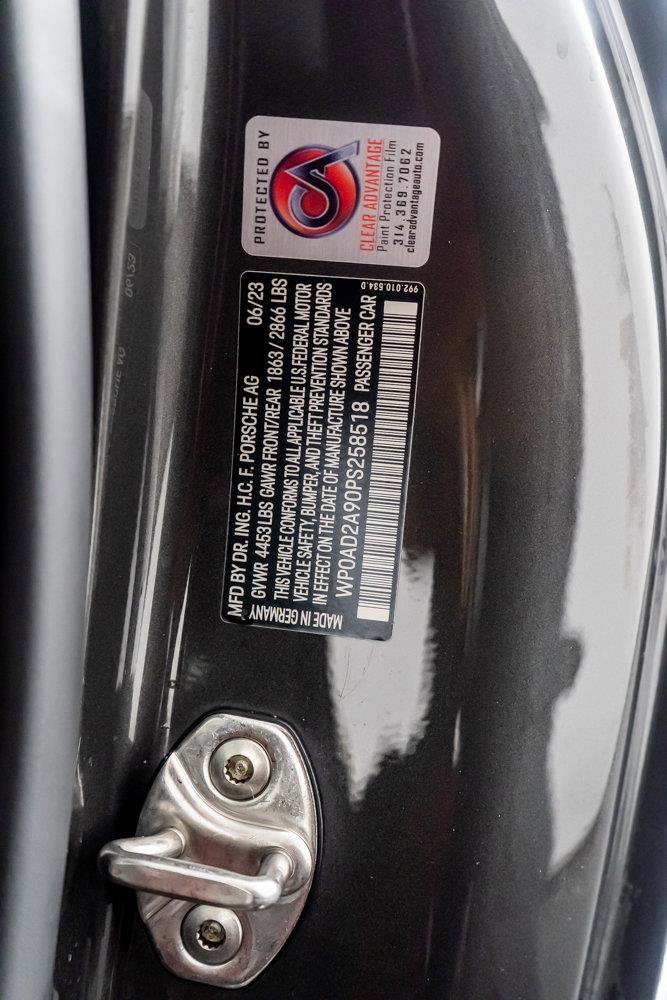 PROTECTED BY
CLEAR ADVANTAGE
Paint Protection Film
314.369.7062
clearadvantageauto.com
MFD BY DR. ING. H.C. F. PORSCHE AG 06/23
GVWR 4453 LBS GAWR FRONT/REAR 1863 / 2866 LBS
THIS VEHICLE CONFORMS TO ALL APPLICABLE U.S. FEDERAL MOTOR
VEHICLE SAFETY, BUMPER, AND THEFT PREVENTION STANDARDS
IN EFFECT ON THE DATE OF MANUFACTURE SHOWN ABOVE
WP0AD2A90PS258518 PASSENGER CAR
992.010.534.0
MADE IN GERMANY